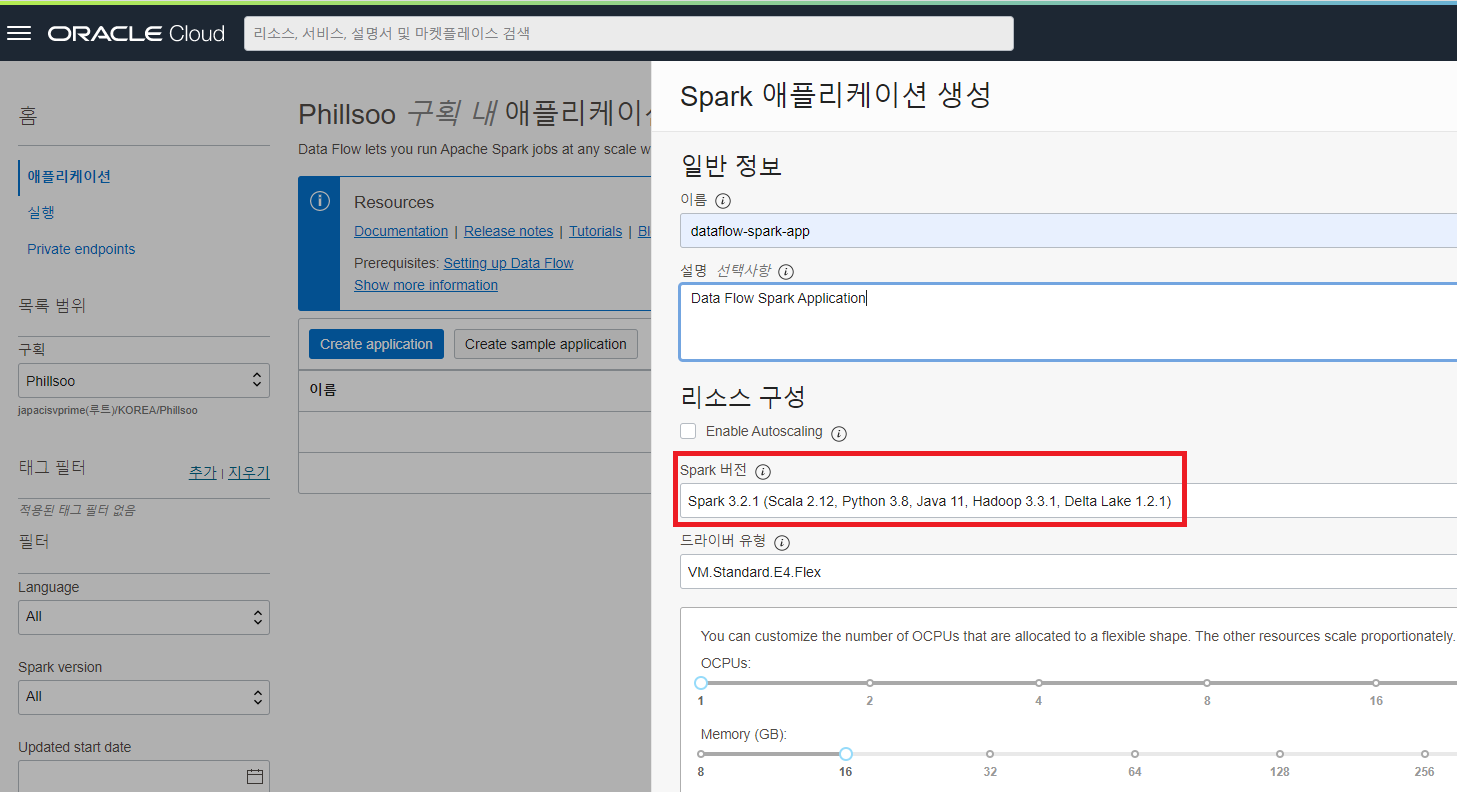 ORACLE Cloud
리소스, 서비스, 설명서 및 마켓플레이스 검색
홈
애플리케이션
실행
Private endpoints
목록 범위
구획
Phillsoo
japacisvprime(루트)/KOREA/Phillsoo
태그 필터 추가 | 지우기
적용된 태그 필터 없음
필터
Language
All
Spark version
All
Updated start date
Phillsoo 구획 내 애플리케이션
Data Flow lets you run Apache Spark jobs at any scale w
Resources
Documentation | Release notes | Tutorials | Bl
Prerequisites: Setting up Data Flow
Show more information
Create application Create sample application
이름
Spark 애플리케이션 생성
일반 정보
이름
dataflow-spark-app
설명 선택사항
Data Flow Spark Application
리소스 구성
Enable Autoscaling
Spark 버전
Spark 3.2.1 (Scala 2.12, Python 3.8, Java 11, Hadoop 3.3.1, Delta Lake 1.2.1)
드라이버 유형
VM.Standard.E4.Flex
You can customize the number of OCPUs that are allocated to a flexible shape. The other resources scale proportionately.
OCPUs:
1 2 4 8 16
Memory (GB):
8 16 32 64 128 256